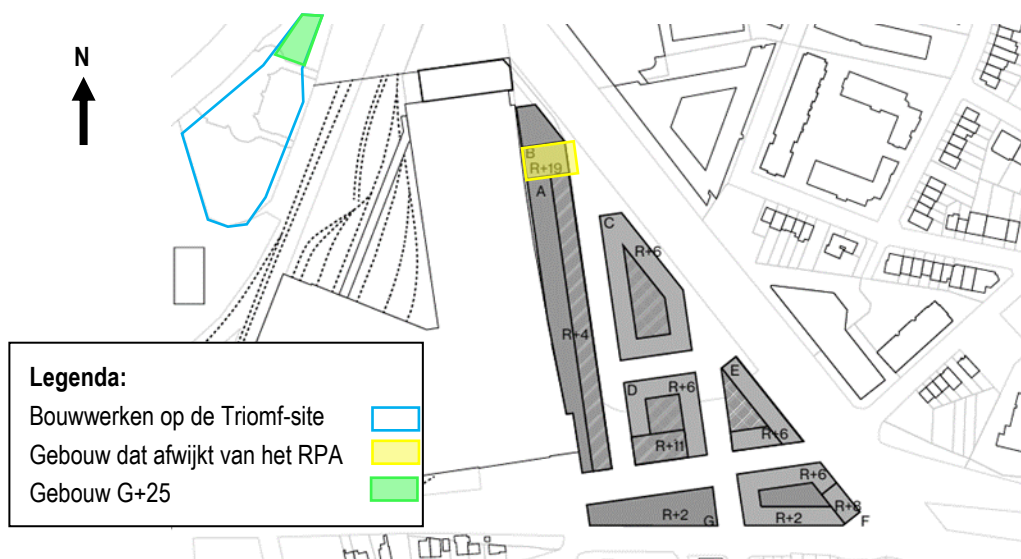 N
B
R+19
A
C
R+6
R+4
E
D
R+6
R+6
R+11
R+6
R+8
R+2
G
R+2
F
Legenda:
Bouwwerken op de Triomf-site
Gebouw dat afwijkt van het RPA
Gebouw G+25